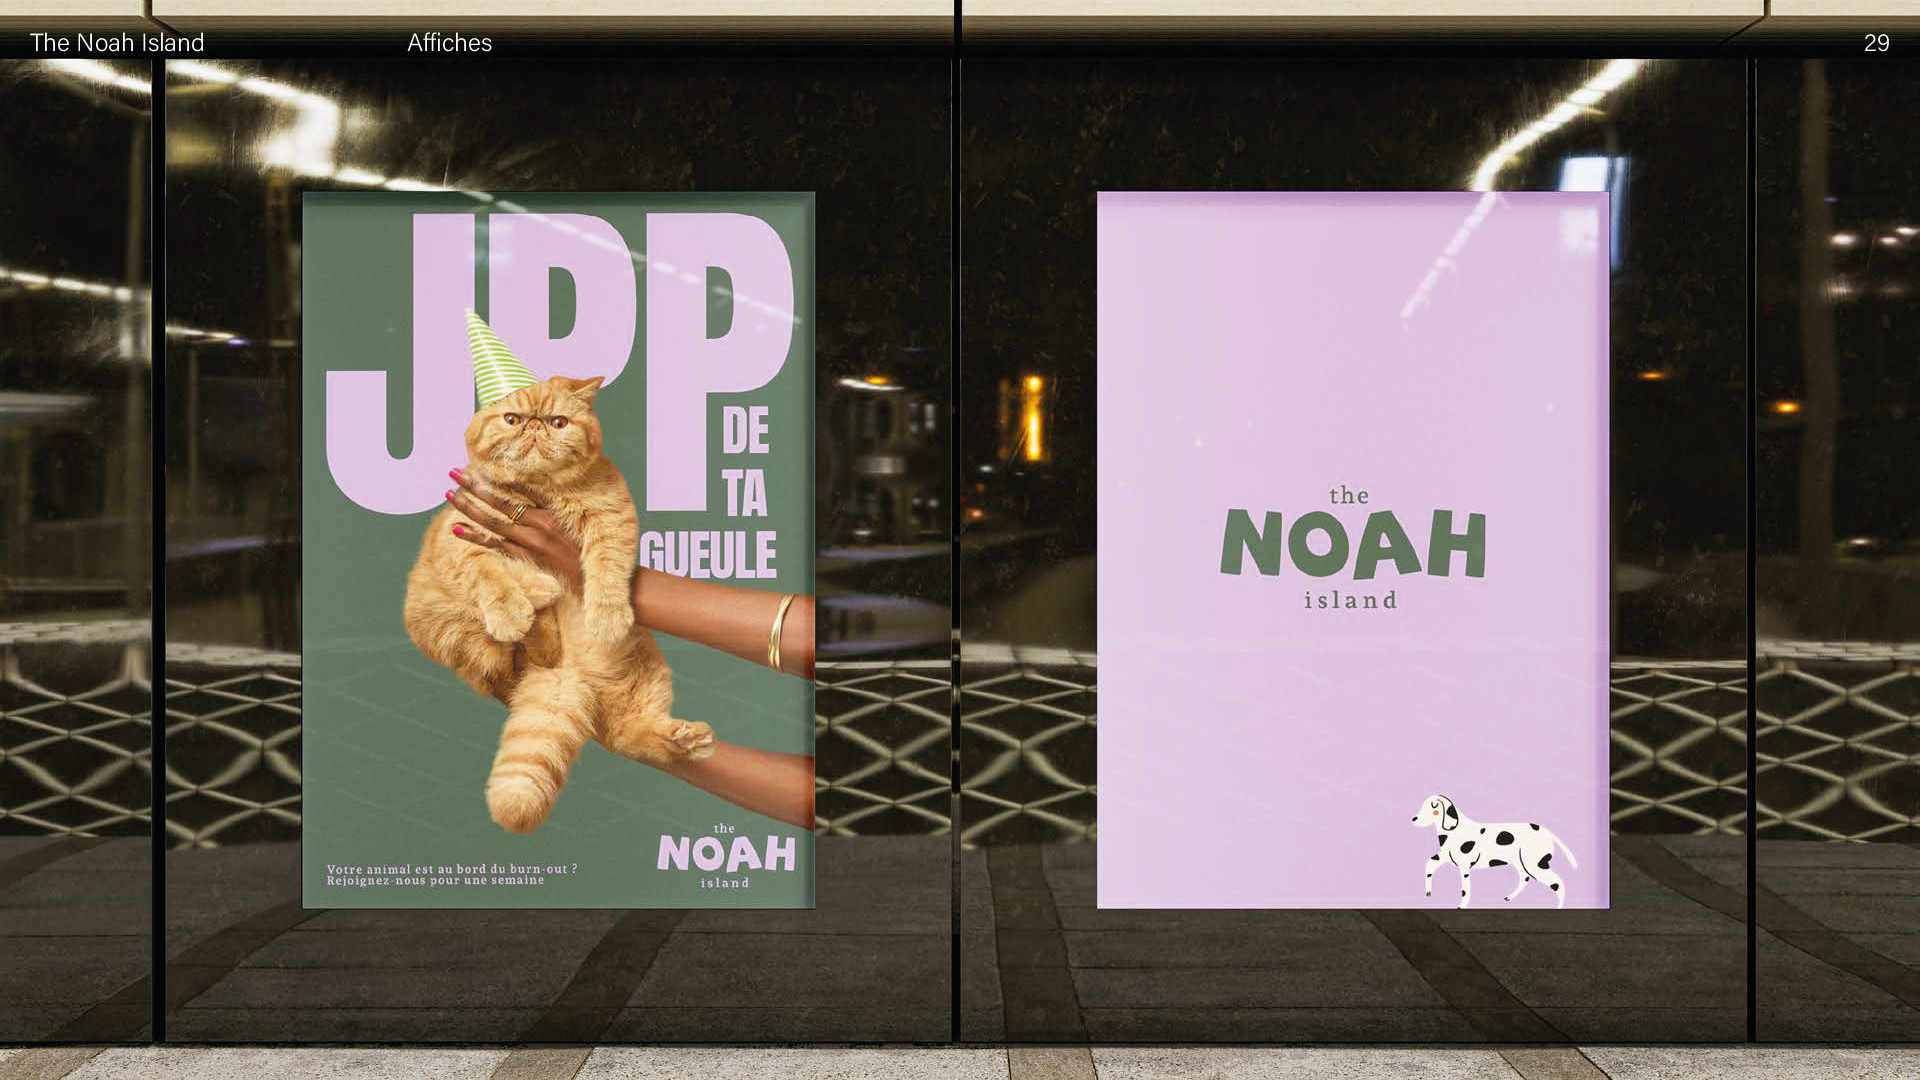 The Noah Island
Affiches
29
JPP
DE
TA
GUEULE
Votre animal est au bord du burn-out ?
Rejoignez-nous pour une semaine
the
NOAH
island
the
NOAH
island